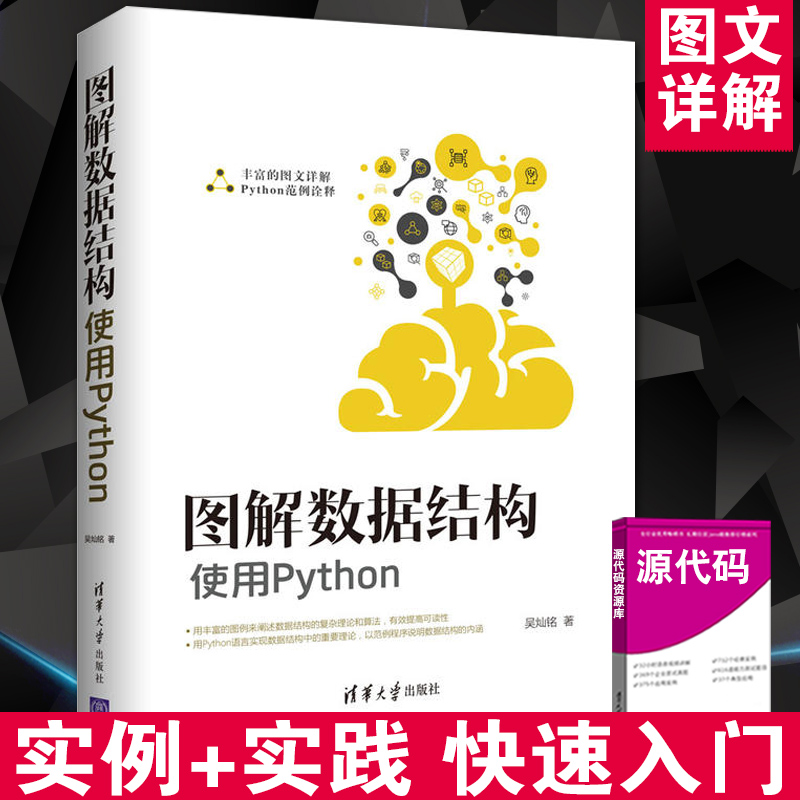 图文
详解
图解数据结构
使用Python
吴灿铭 著
清华大学出版社
丰富的图文详解
Python范例诠释
图解数据结构
使用Python
• 用丰富的图例来阐述数据结构的复杂理论和算法，有效提高可读性
• 用Python语言实现数据结构中的重要理论，以范例程序说明数据结构的内涵
吴灿铭 著
清华大学出版社
源代码资源库
源代码
实例+实践 快速入门